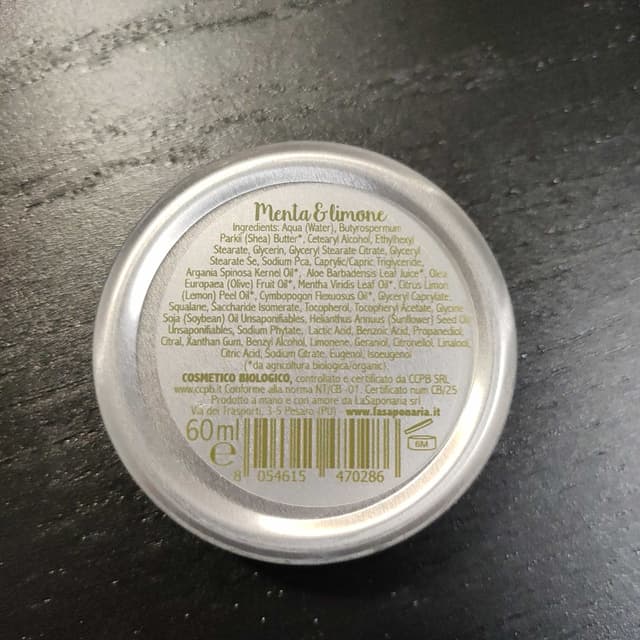 Menta & limone
Ingredients: Aqua (Water), Butyrospermum
Parkii (Shea) Butter*, Cetearyl Alcohol, Ethylhexyl
Stearate, Glycerin, Glyceryl Stearate Citrate, Glyceryl
Stearate Se, Sodium Pca, Caprylic/Capric Triglyceride,
Argania Spinosa Kernel Oil*, Aloe Barbadensis Leaf Juice*, Olea
Europaea (Olive) Fruit Oil*, Mentha Viridis Leaf Oil*, Citrus Limon
(Lemon) Peel Oil*, Cymbopogon Flexuosus Oil*, Glyceryl Caprylate,
Squalane, Saccharide Isomerate, Tocopherol, Tocopheryl Acetate, Glycine
Soja (Soybean) Oil Unsaponifiables, Helianthus Annuus (Sunflower) Seed Oil
Unsaponifiables, Sodium Phytate, Lactic Acid, Benzoic Acid, Propanediol,
Citral, Xanthan Gum, Benzyl Alcohol, Limonene, Geraniol, Citronellol, Linalool,
Citric Acid, Sodium Citrate, Eugenol, Isoeugenol
(*da agricoltura biologica/organic)
COSMETICO BIOLOGICO, controllato e certificato da CCPB SRL
www.ccpb.it Conforme alla norma NT/CB-01 Certificato num CB/25
Prodotto a mano e con amore da LaSaponaria srl
Via dei Trasporti, 3-5 Pesaro (PU) www.lasaponaria.it
60 ml
e
6M
8 054615 470286